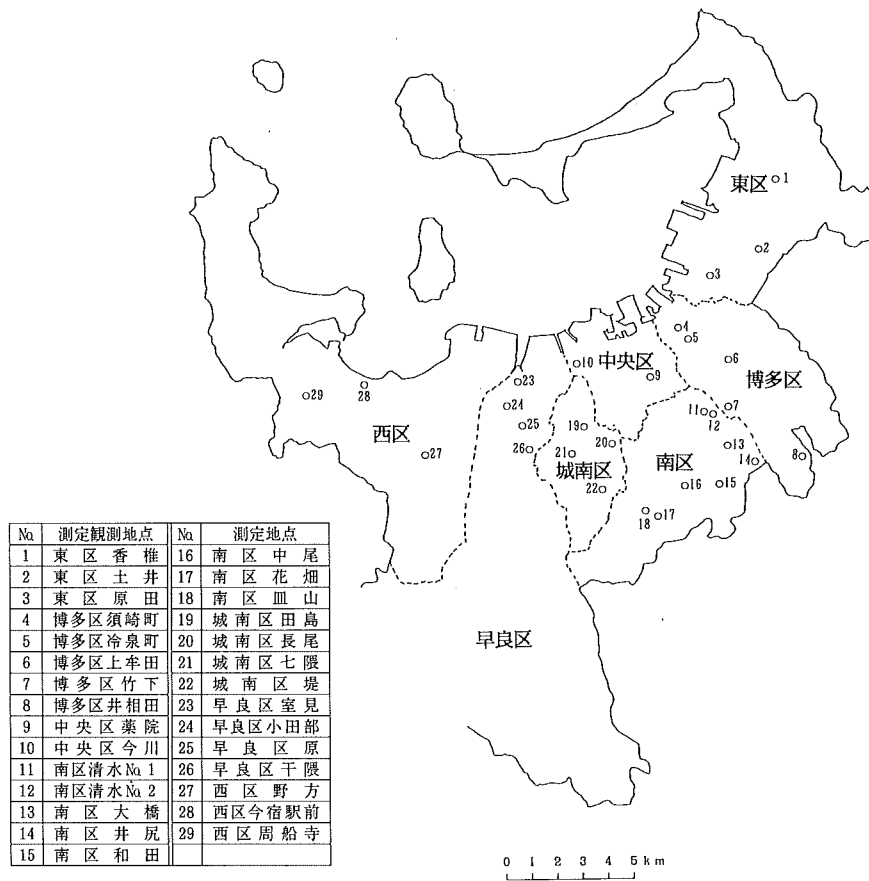 東区 1
2
3
4
5
中央区 10
9
6
博多区
29
28
23
24
7
11
12
西区
25
19
13
26
20
南区
14
8
27
21
城南区
16
15
22
18
17
早良区
No. 測定観測地点 No. 測定地点
1 東区香椎 16 南区中尾
2 東区土井 17 南区花畑
3 東区原田 18 南区皿山
4 博多区須崎町 19 城南区田島
5 博多区冷泉町 20 城南区長尾
6 博多区上牟田 21 城南区七隈
7 博多区竹下 22 城南区堤
8 博多区井相田 23 早良区室見
9 中央区薬院 24 早良区小田部
10 中央区今川 25 早良区原
11 南区清水No.1 26 早良区干隈
12 南区清水No.2 27 西区野方
13 南区大橋 28 西区今宿駅前
14 南区井尻 29 西区周船寺
15 南区和田
0 1 2 3 4 5km